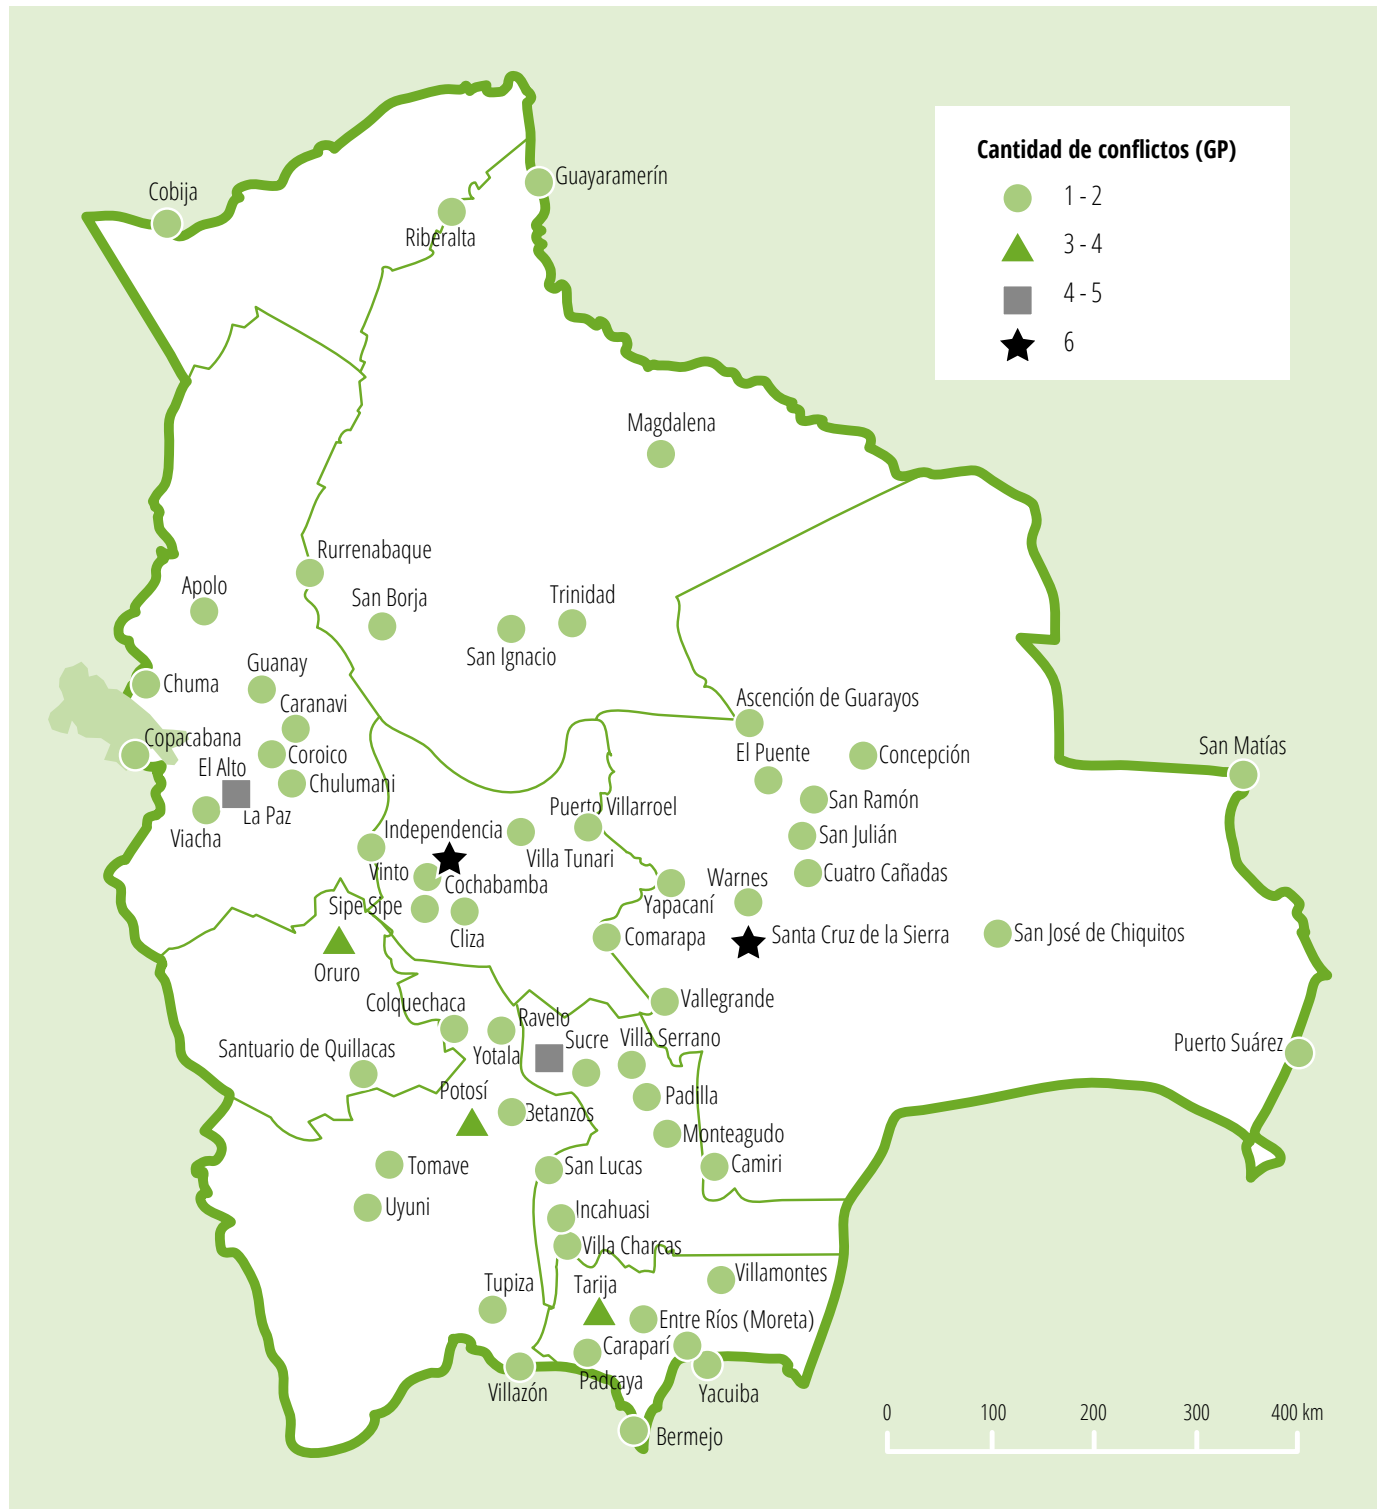 Cantidad de conflictos (GP)
1 - 2
3 - 4
4 - 5
6
Guayaramerín
Cobija
Riberalta
Magdalena
Rurrenabaque
Apolo
San Borja
Trinidad
San Ignacio
Guanay
Chuma
Caranavi
Ascención de Guarayos
Copacabana
Coroico
El Puente
Concepción
San Matías
El Alto
Chulumani
San Ramón
La Paz
Puerto Villarroel
Viacha
Independencia
San Julián
Villa Tunari
Vinto
Cochabamba
Warnes
Cuatro Cañadas
Yapacaní
Sipe Sipe
Cliza
Comarapa
Santa Cruz de la Sierra
San José de Chiquitos
Oruro
Colquechaca
Vallegrande
Ravelo
Santuario de Quillacas
Yotala
Sucre
Villa Serrano
Puerto Suárez
Potosí
Betanzos
Padilla
Monteagudo
Tomave
San Lucas
Camiri
Uyuni
Incahuasi
Villa Charcas
Villamontes
Tupiza
Tarija
Entre Ríos (Moreta)
Caraparí
Padcaya
Villazón
Yacuiba
Bermejo
0
100
200
300
400 km